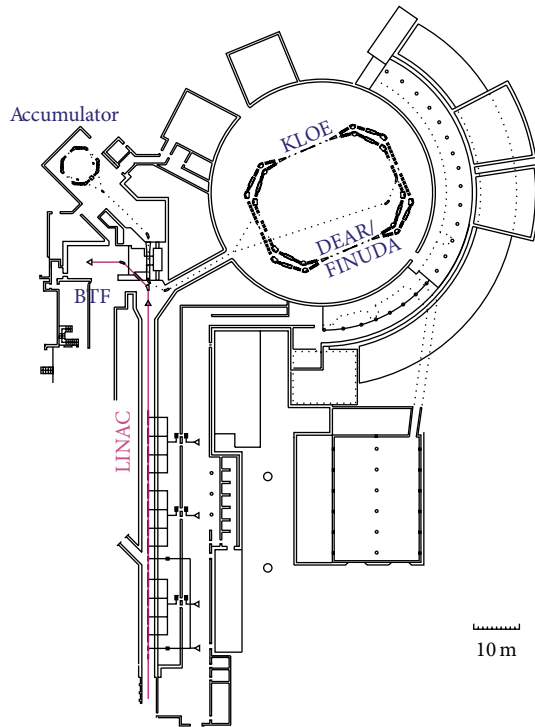 Accumulator
KLOE
DEAR/
FINUDA
BTF
LINAC
10 m